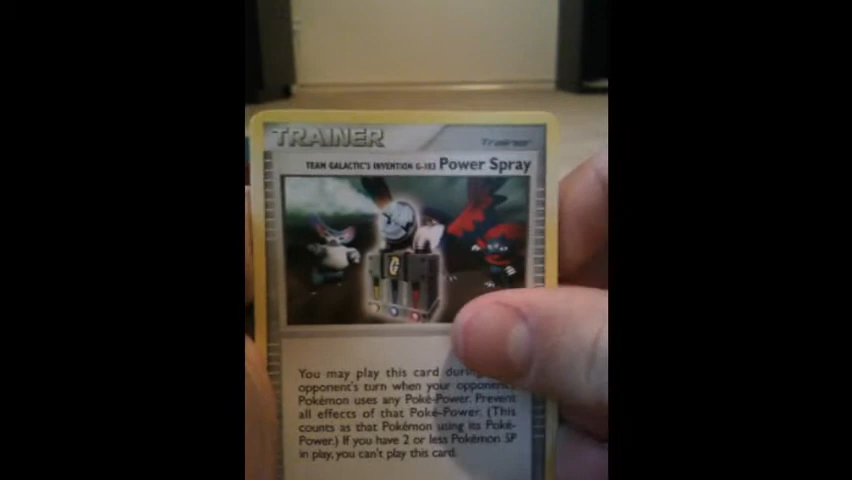 TRAINER Trainer
TEAM GALACTIC'S INVENTION G-103 Power Spray
G
You may play this card during
opponent's turn when your opponent's
Pokémon uses any Poké-Power. Prevent
all effects of that Poké-Power. (This
counts as that Pokémon using its Poké-
Power.) If you have 2 or less Pokémon SP
in play, you can't play this card.